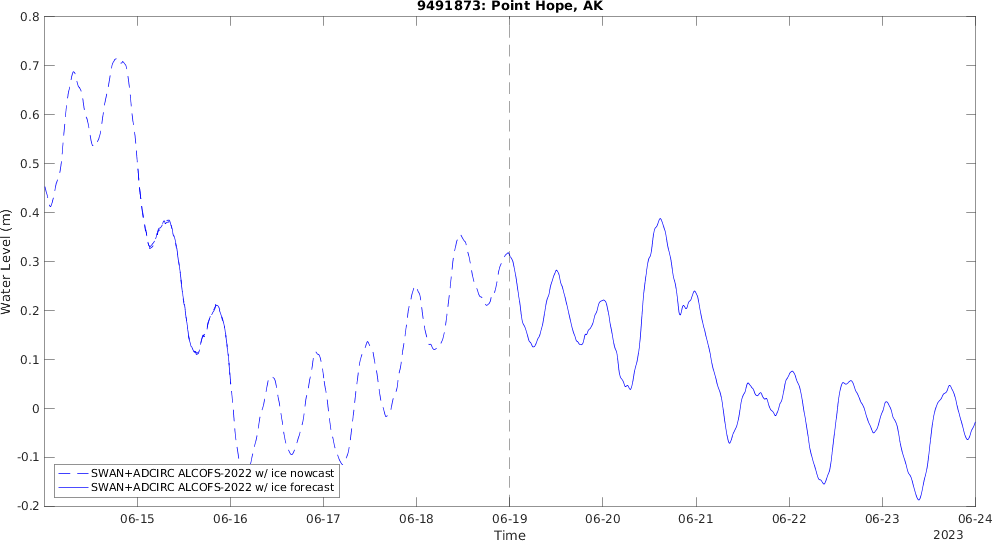 9491873: Point Hope, AK
0.8
0.7
0.6
0.5
0.4
0.3
0.2
0.1
0
-0.1
-0.2
Water Level (m)
SWAN+ADCIRC ALCOFS-2022 w/ ice nowcast
SWAN+ADCIRC ALCOFS-2022 w/ ice forecast
06-15 06-16 06-17 06-18 06-19 06-20 06-21 06-22 06-23 06-24
Time
2023